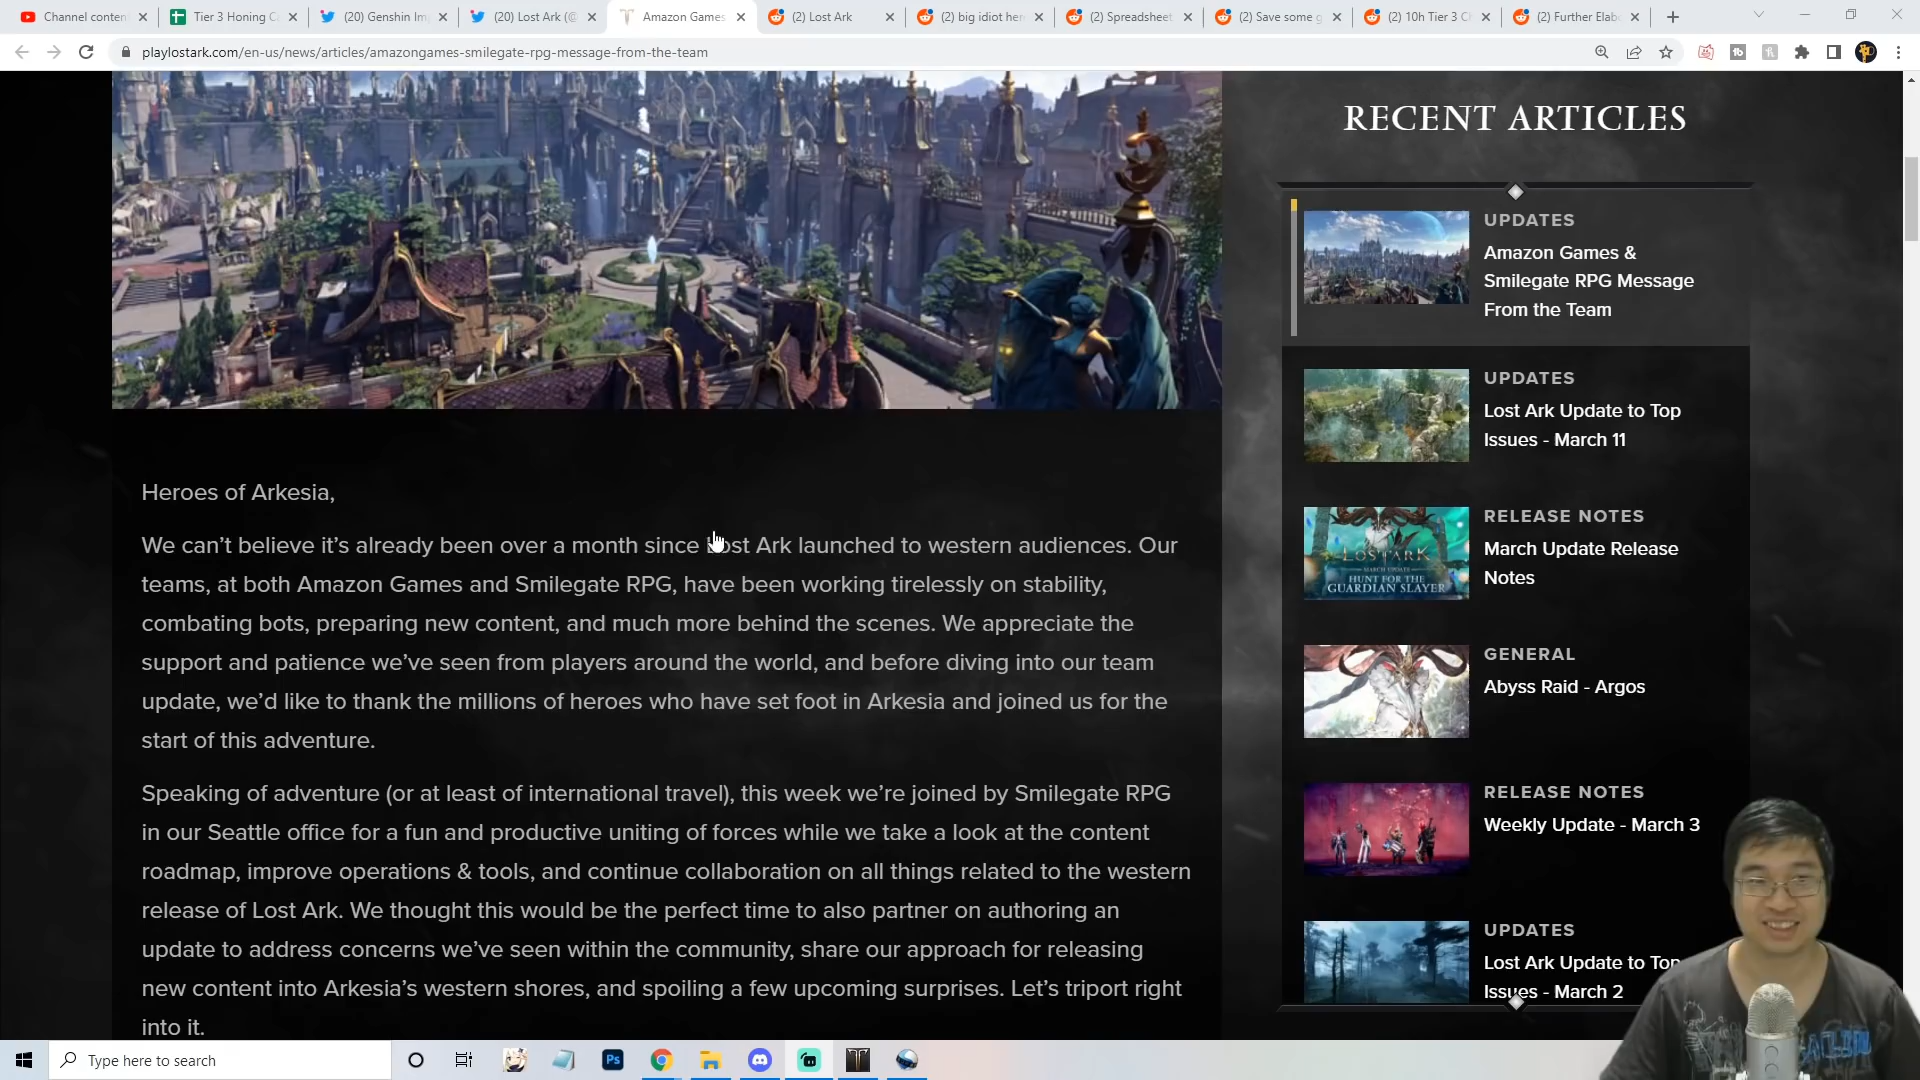 Channel conten
Tier 3 Honing C
(20) Genshin Im
(20) Lost Ark (@
Amazon Games
(2) Lost Ark
(2) big idiot her
(2) Spreadsheet
(2) Save some g
(2) 10h Tier 3 C
(2) Further Elab
playlostark.com/en-us/news/articles/amazongames-smilegate-rpg-message-from-the-team
Heroes of Arkesia,
We can't believe it's already been over a month since Lost Ark launched to western audiences. Our
teams, at both Amazon Games and Smilegate RPG, have been working tirelessly on stability,
combating bots, preparing new content, and much more behind the scenes. We appreciate the
support and patience we've seen from players around the world, and before diving into our team
update, we'd like to thank the millions of heroes who have set foot in Arkesia and joined us for the
start of this adventure.
Speaking of adventure (or at least of international travel), this week we're joined by Smilegate RPG
in our Seattle office for a fun and productive uniting of forces while we take a look at the content
roadmap, improve operations & tools, and continue collaboration on all things related to the western
release of Lost Ark. We thought this would be the perfect time to also partner on authoring an
update to address concerns we've seen within the community, share our approach for releasing
new content into Arkesia's western shores, and spoiling a few upcoming surprises. Let's triport right
into it.
RECENT ARTICLES
UPDATES
Amazon Games &
Smilegate RPG Message
From the Team
UPDATES
Lost Ark Update to Top
Issues - March 11
LOST ARK
MARCH UPDATE
HUNT FOR THE
GUARDIAN SLAYER
RELEASE NOTES
March Update Release
Notes
GENERAL
Abyss Raid - Argos
RELEASE NOTES
Weekly Update - March 3
UPDATES
Lost Ark Update to Top
Issues - March 2
Type here to search
Ps